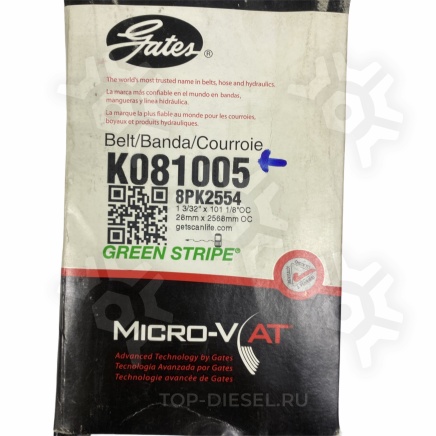 Gates®
The world's most trusted name in belts, hose and hydraulics.
La marca más confiable en el mundo en bandas,
mangueras y línea hidráulica.
La marque la plus fiable au monde pour les courroies,
boyaux et produits hydrauliques.
Belt/Banda/Courroie
K081005
8PK2554
1 3/32" x 101 1/8"OC
28mm x 2568mm OC
getscanlife.com
GREEN STRIPE®
MICRO-V AT
Advanced Technology by Gates
Tecnología Avanzada por Gates
Technologie avancée de Gates
TOP-DIESEL.RU